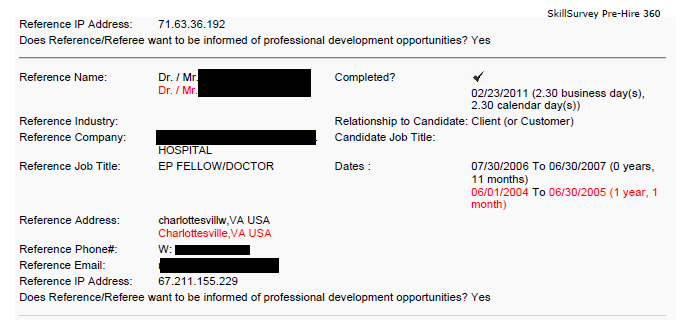 SkillSurvey Pre-Hire 360
Reference IP Address: 71.63.36.192
Does Reference/Referee want to be informed of professional development opportunities? Yes
Reference Name: Dr. / Mr. Completed? ✓
Dr. / Mr.
02/23/2011 (2.30 business day(s),
2.30 calendar day(s))
Reference Industry: Relationship to Candidate: Client (or Customer)
Reference Company: Candidate Job Title:
HOSPITAL
Reference Job Title: EP FELLOW/DOCTOR Dates : 07/30/2006 To 06/30/2007 (0 years,
11 months)
06/01/2004 To 06/30/2005 (1 year, 1
month)
Reference Address: charlottesvillw,VA USA
Charlottesville,VA USA
Reference Phone#: W:
Reference Email:
Reference IP Address: 67.211.155.229
Does Reference/Referee want to be informed of professional development opportunities? Yes